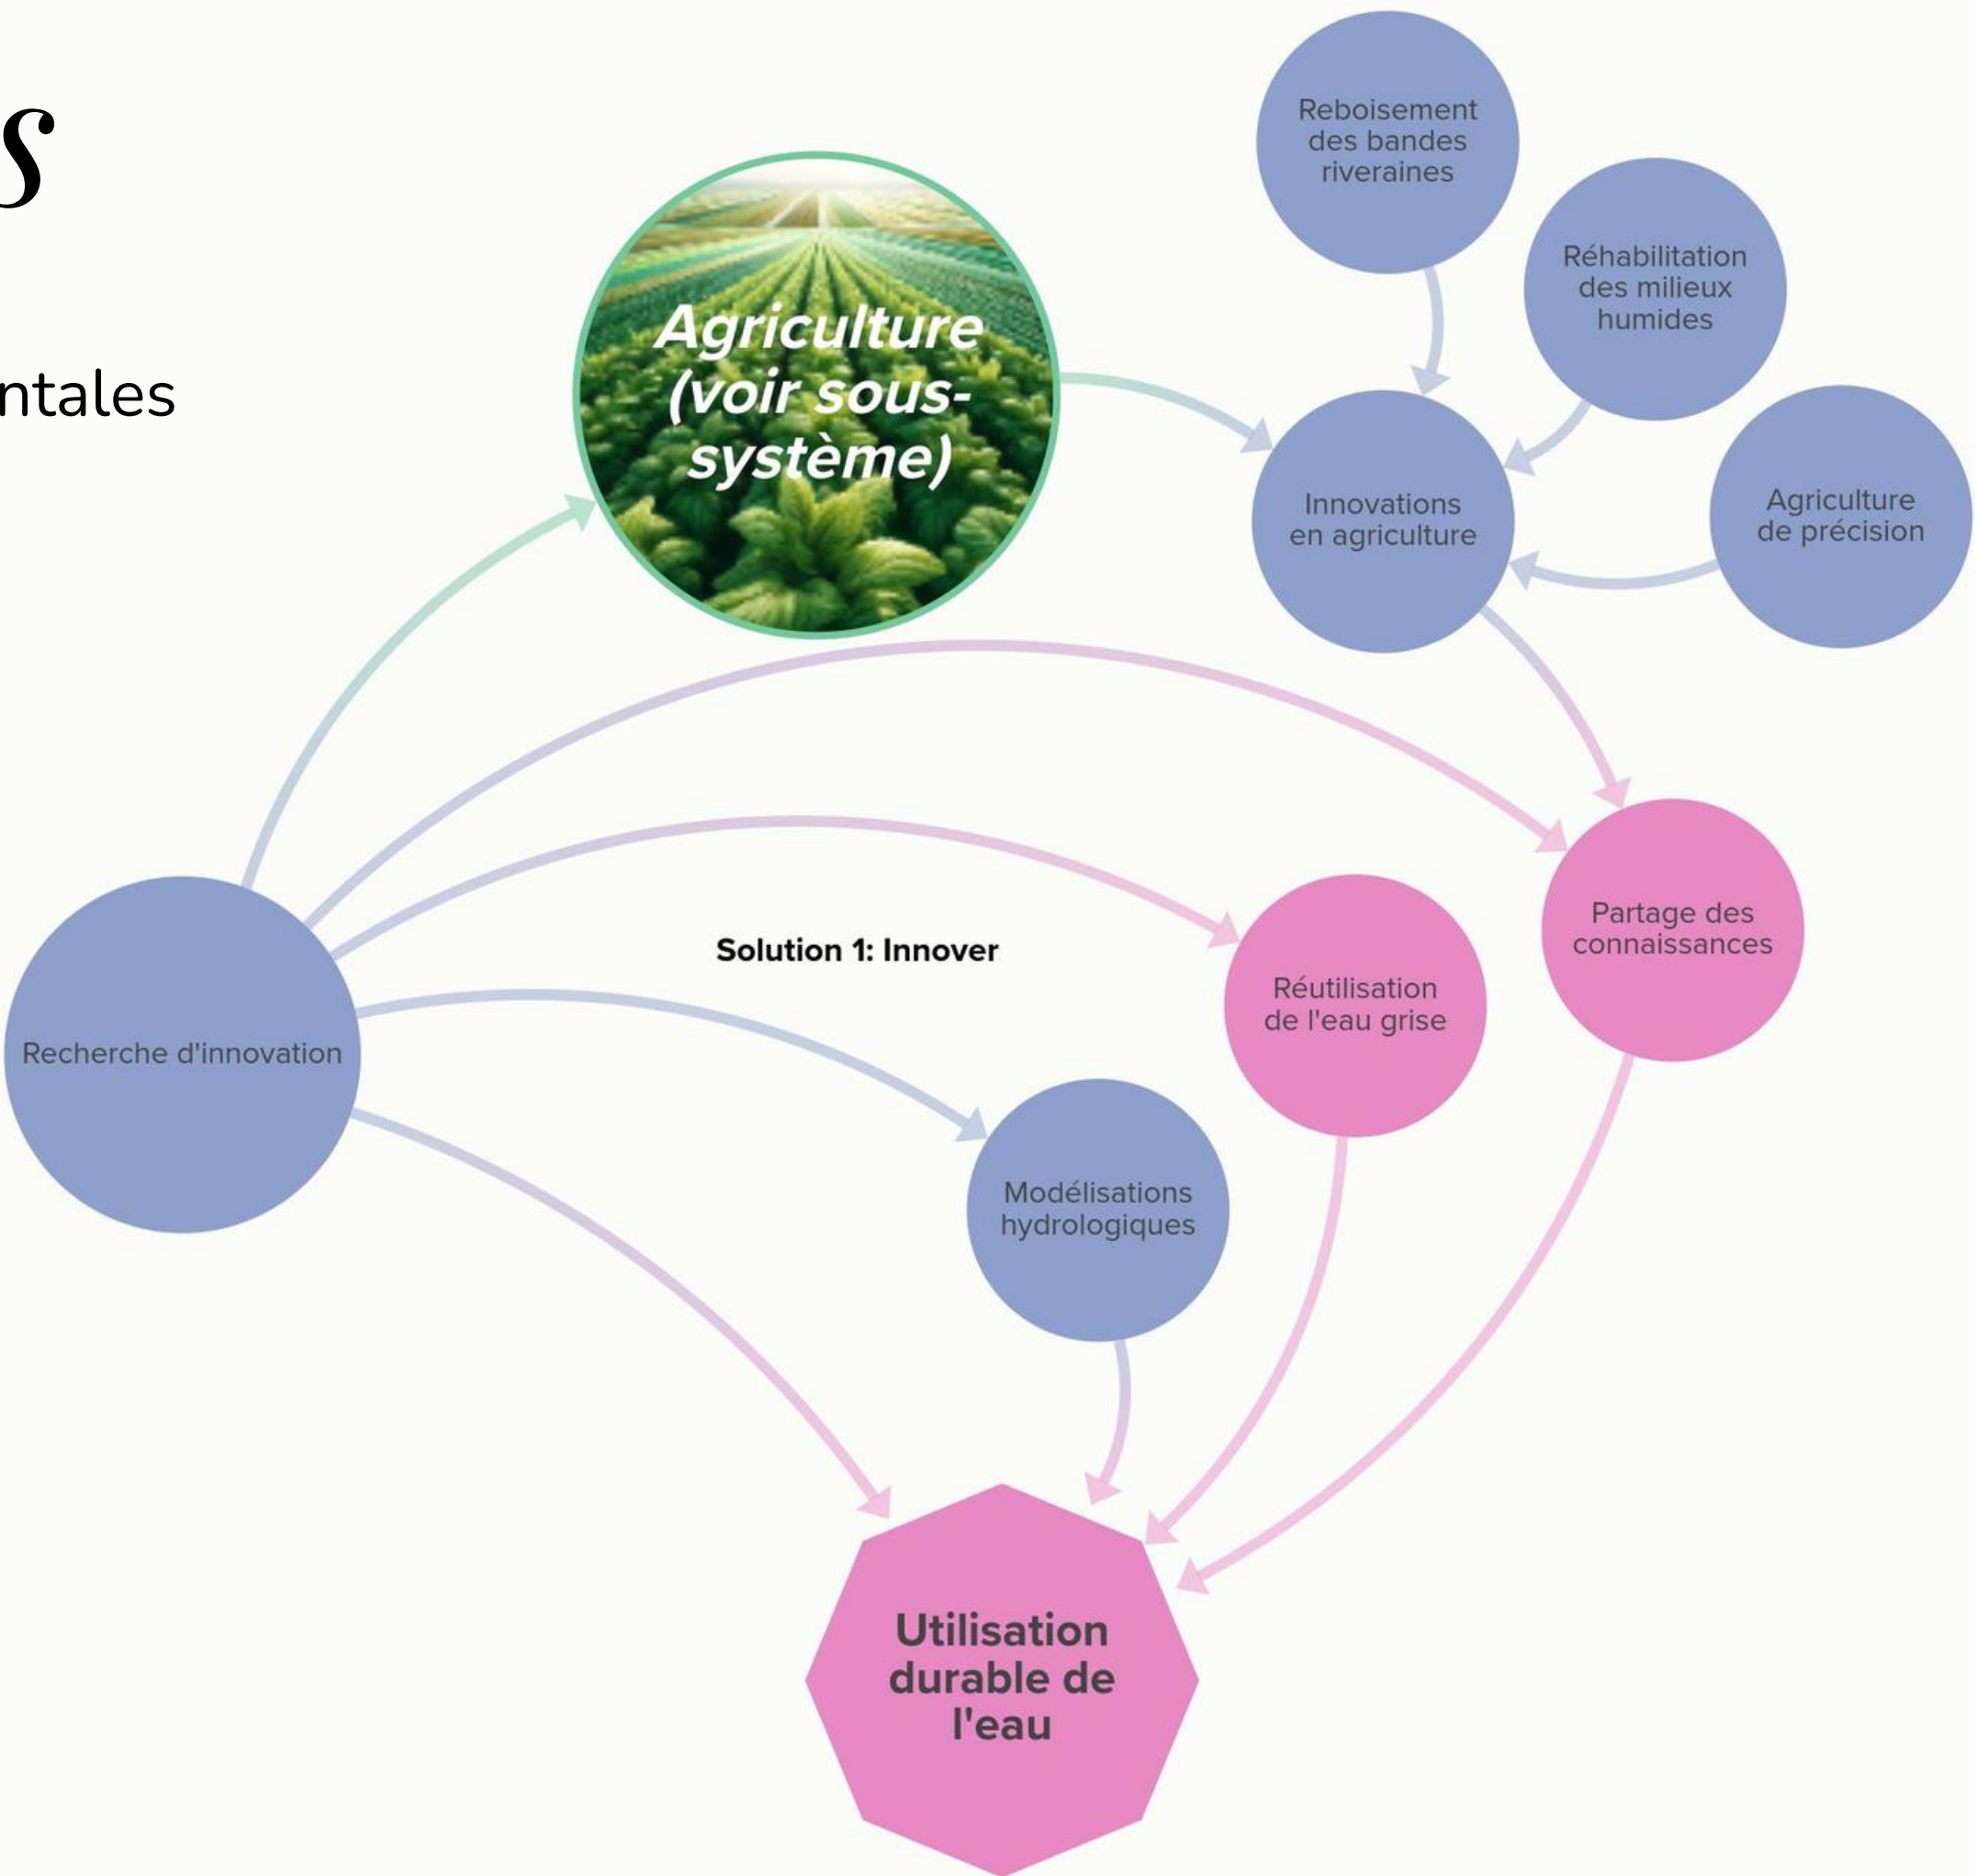 s
ntales
Reboisement
des bandes
riveraines
Réhabilitation
des milieux
humides
Agriculture
(voir sous-
système)
Innovations
en agriculture
Agriculture
de précision
Solution 1: Innover
Partage des
connaissances
Réutilisation
de l'eau grise
Recherche d'innovation
Modélisations
hydrologiques
Utilisation
durable de
l'eau